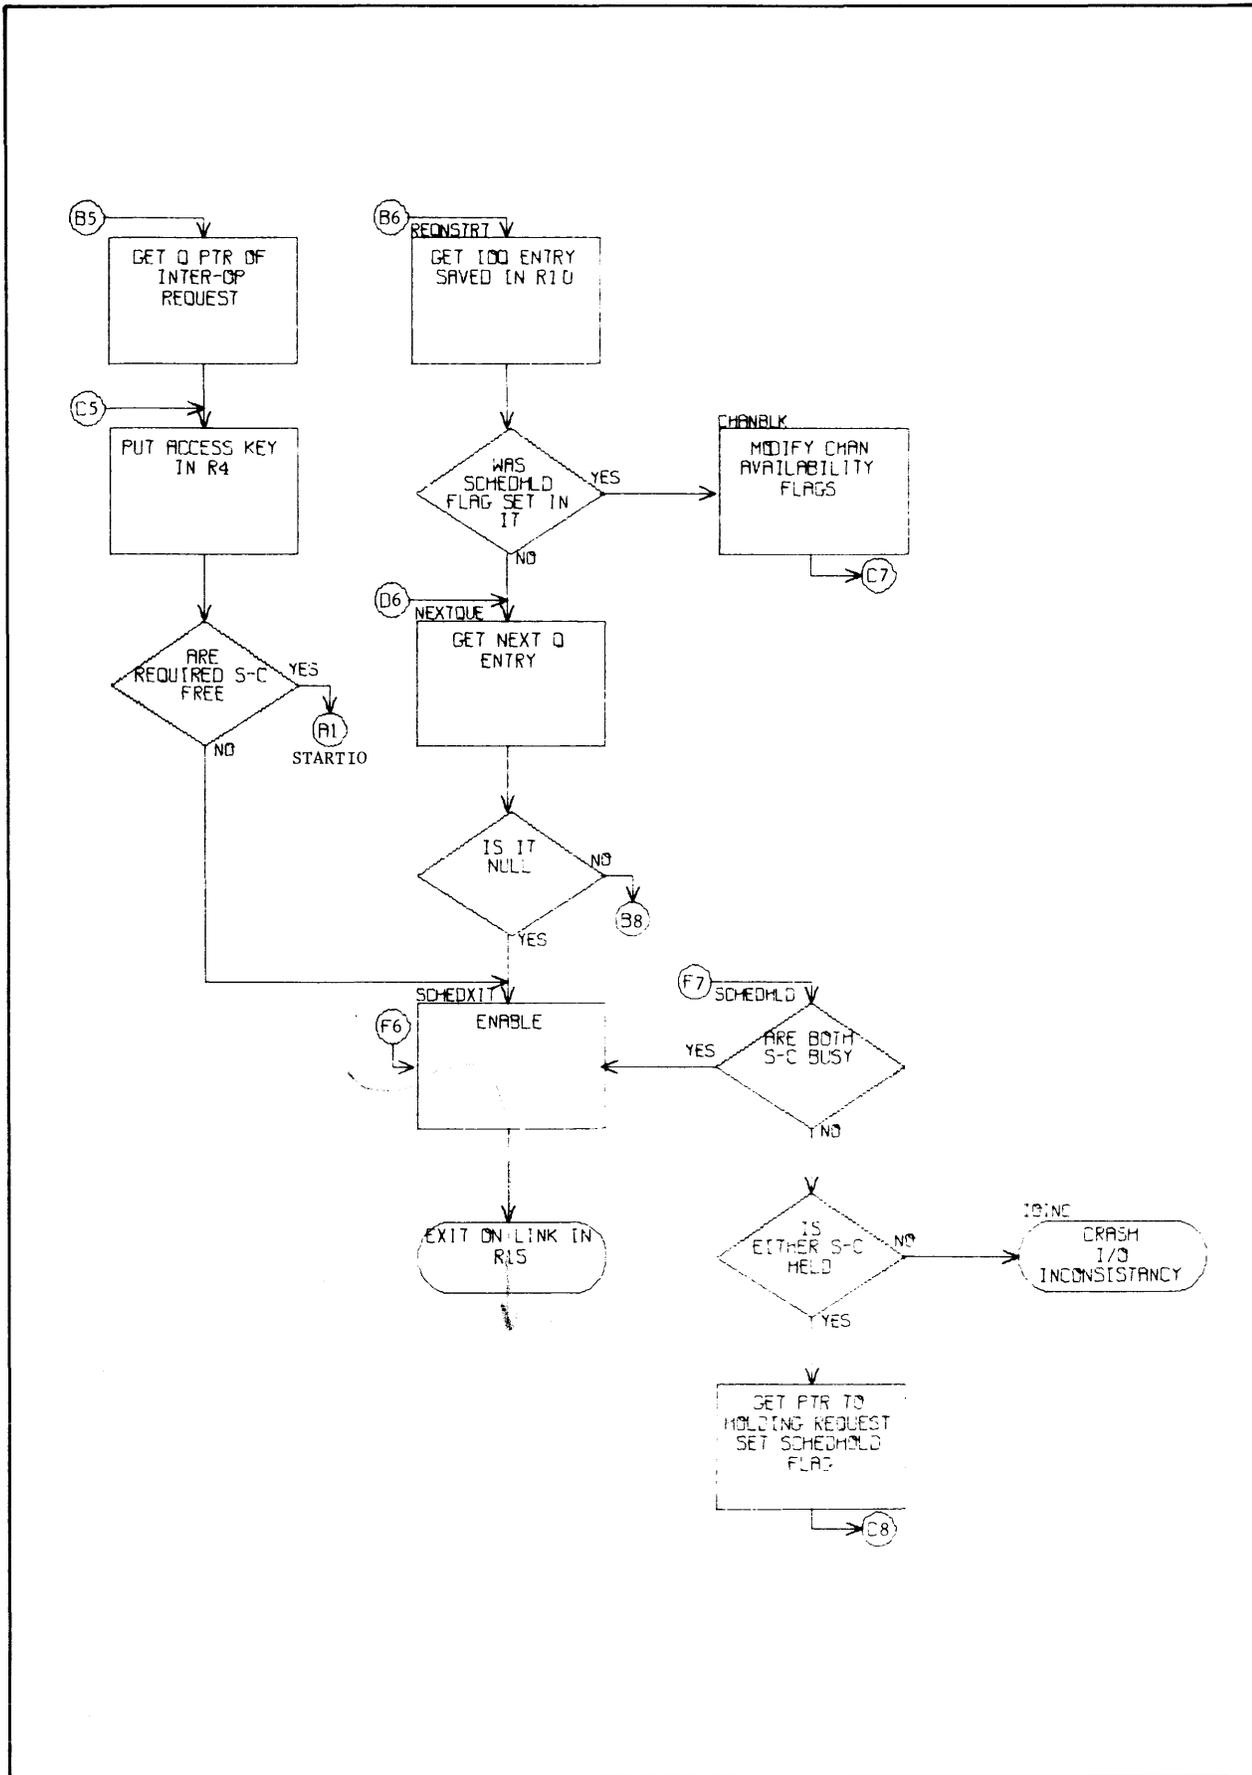 B5
GET Q PTR OF
INTER-OP
REQUEST
C5
PUT ACCESS KEY
IN R4
ARE
REQUIRED S-C
FREE
YES
A1
STARTIO
NO
B6
REQNSTRT
GET IOQ ENTRY
SAVED IN R10
WAS
SCHEDHLD
FLAG SET IN
IT
YES
NO
CHANBLK
MODIFY CHAN
AVAILABILITY
FLAGS
C7
D6
NEXTQUE
GET NEXT Q
ENTRY
IS IT
NULL
NO
B8
YES
SCHEDXIT
F6
ENABLE
EXIT ON LINK IN
R15
F7
SCHEDHLD
ARE BOTH
S-C BUSY
YES
NO
IS
EITHER S-C
HELD
NO
YES
IOINC
CRASH
I/O
INCONSISTANCY
GET PTR TO
HOLDING REQUEST
SET SCHEDHOLD
FLAG
C8